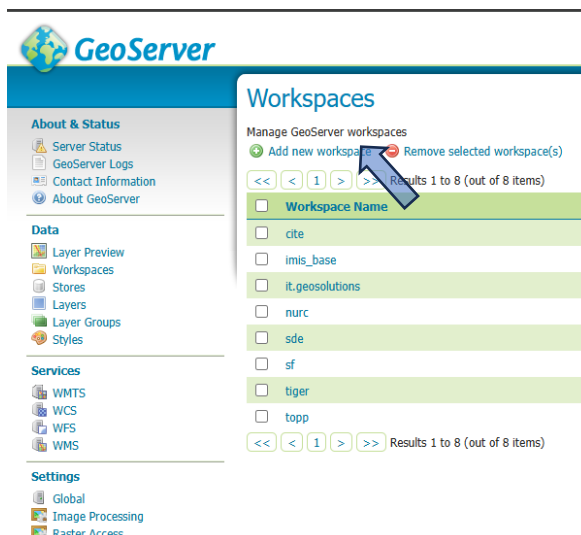 GeoServer
About & Status
Server Status
GeoServer Logs
Contact Information
About GeoServer
Data
Layer Preview
Workspaces
Stores
Layers
Layer Groups
Styles
Services
WMTS
WCS
WFS
WMS
Settings
Global
Image Processing
Raster Access
Workspaces
Manage GeoServer workspaces
Add new workspace Remove selected workspace(s)
<< < 1 > >> Results 1 to 8 (out of 8 items)
Workspace Name
cite
imis_base
it.geosolutions
nurc
sde
sf
tiger
topp
<< < 1 > >> Results 1 to 8 (out of 8 items)